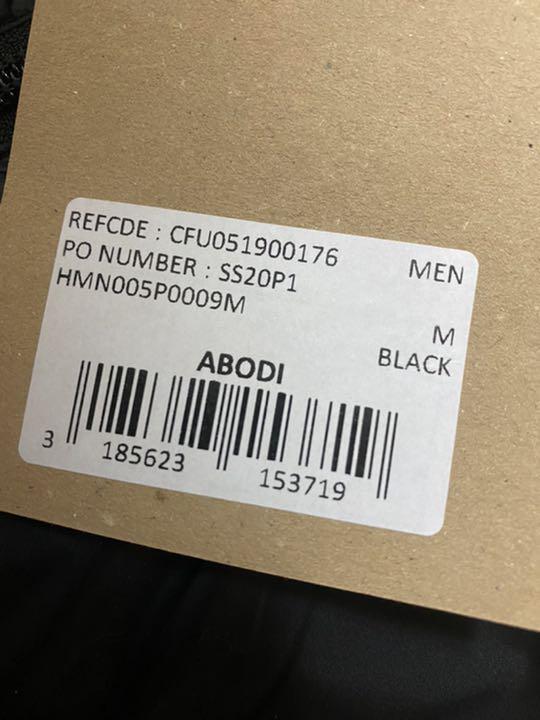 REFCDE : CFU051900176
MEN
PO NUMBER : SS20P1
HMN005P0009M
M
BLACK
ABODI
3 185623 153719